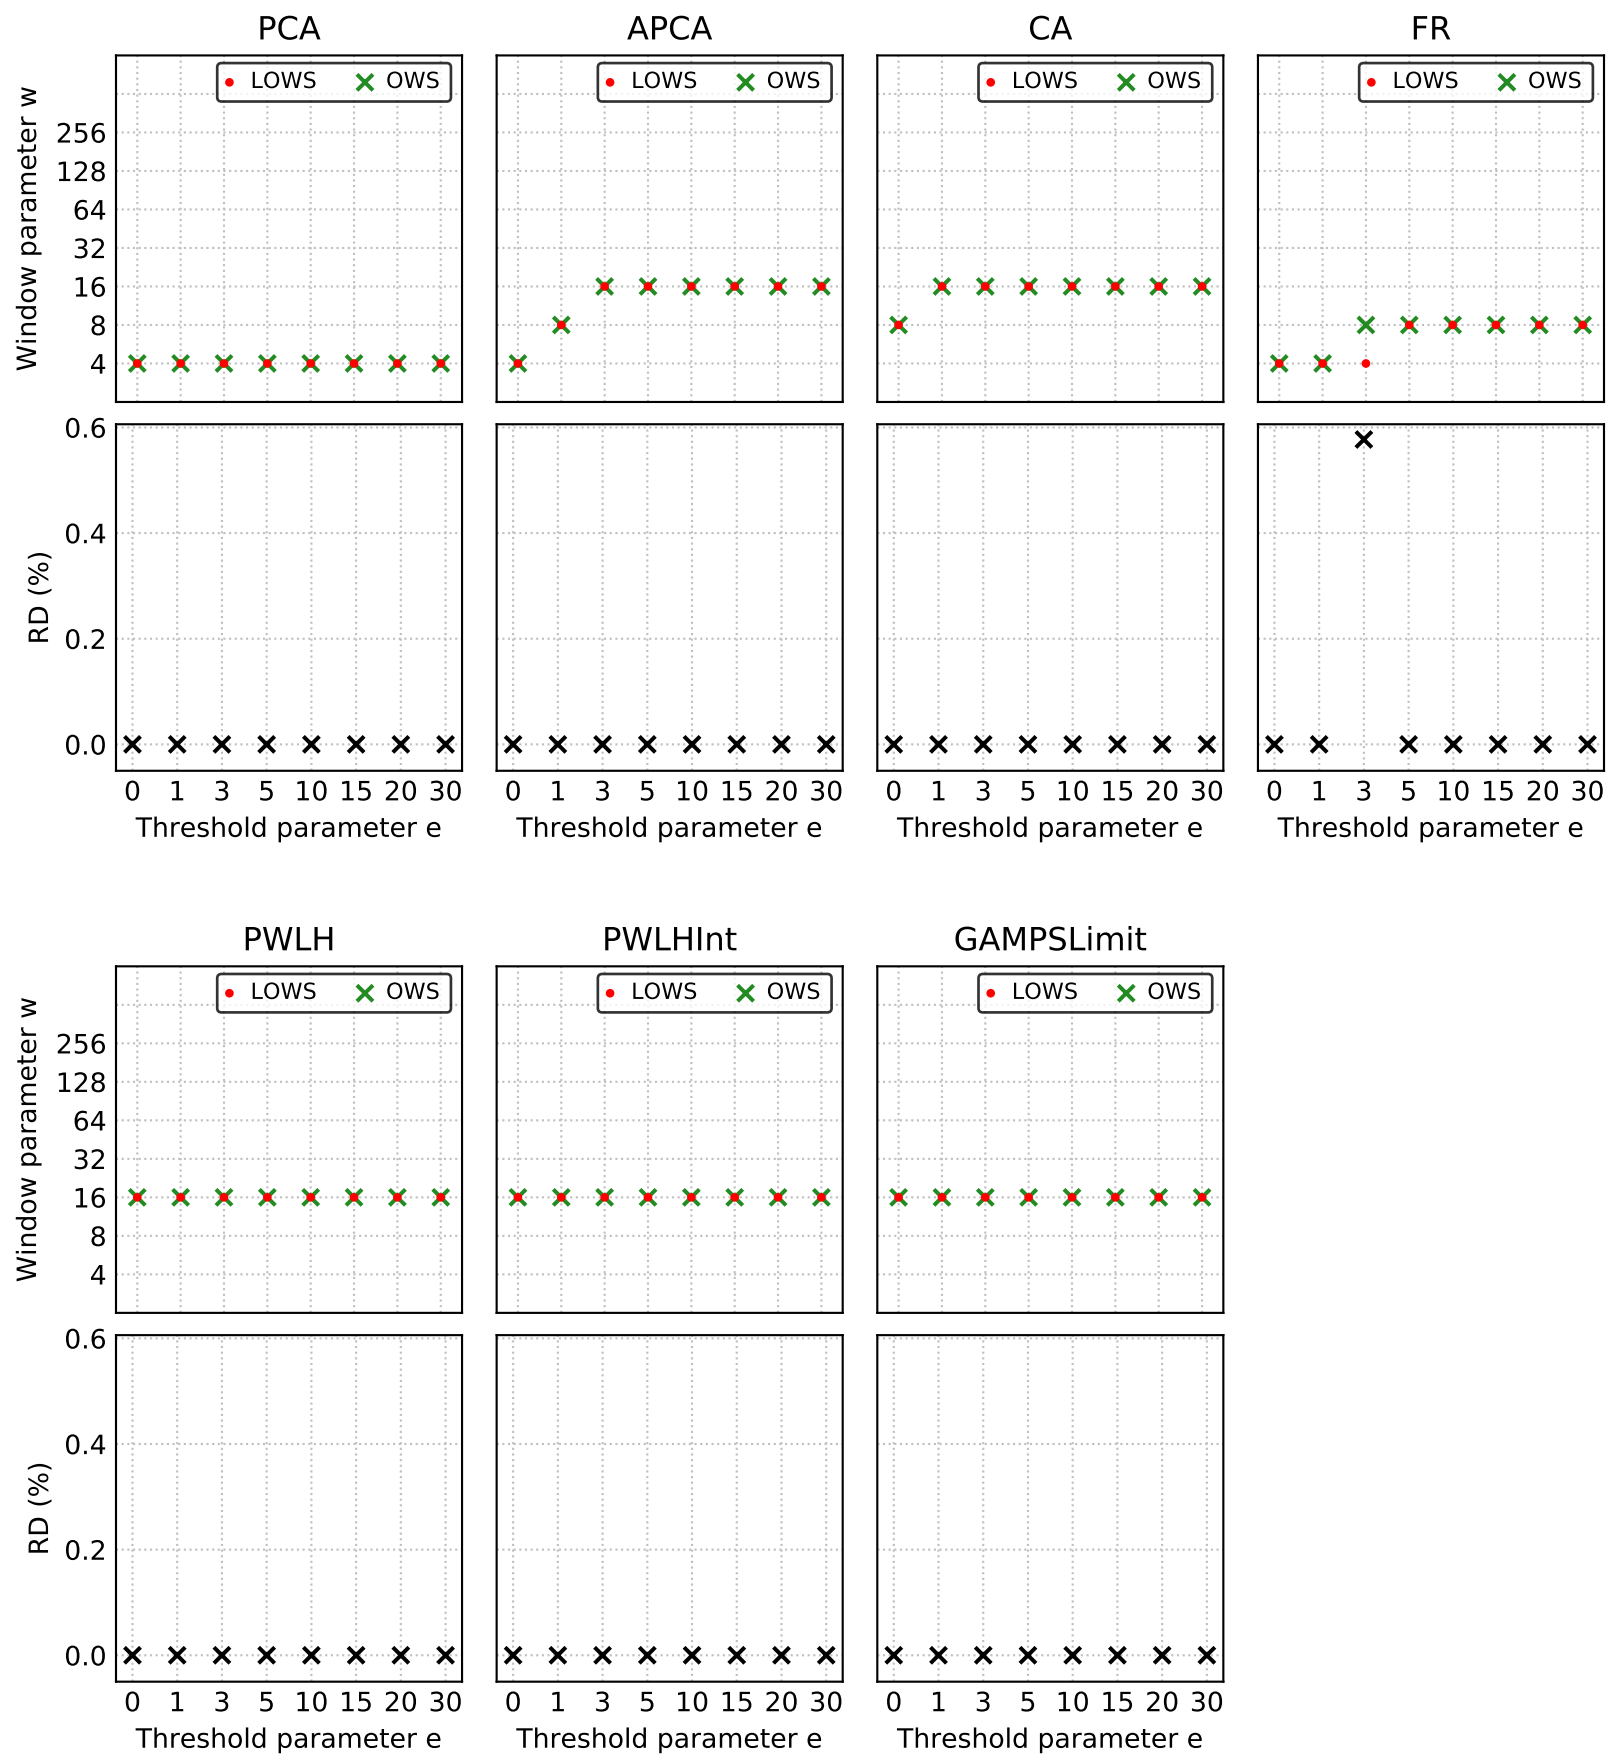 PCA APCA CA FR
LOWS OWS LOWS OWS LOWS OWS LOWS OWS
Window parameter w
256
128
64
32
16
8
4
RD (%)
0.6
0.4
0.2
0.0
0 1 3 5 10 15 20 30 0 1 3 5 10 15 20 30 0 1 3 5 10 15 20 30 0 1 3 5 10 15 20 30
Threshold parameter e Threshold parameter e Threshold parameter e Threshold parameter e
PWLH PWLHInt GAMPSLimit
LOWS OWS LOWS OWS LOWS OWS
Window parameter w
256
128
64
32
16
8
4
RD (%)
0.6
0.4
0.2
0.0
0 1 3 5 10 15 20 30 0 1 3 5 10 15 20 30 0 1 3 5 10 15 20 30
Threshold parameter e Threshold parameter e Threshold parameter e